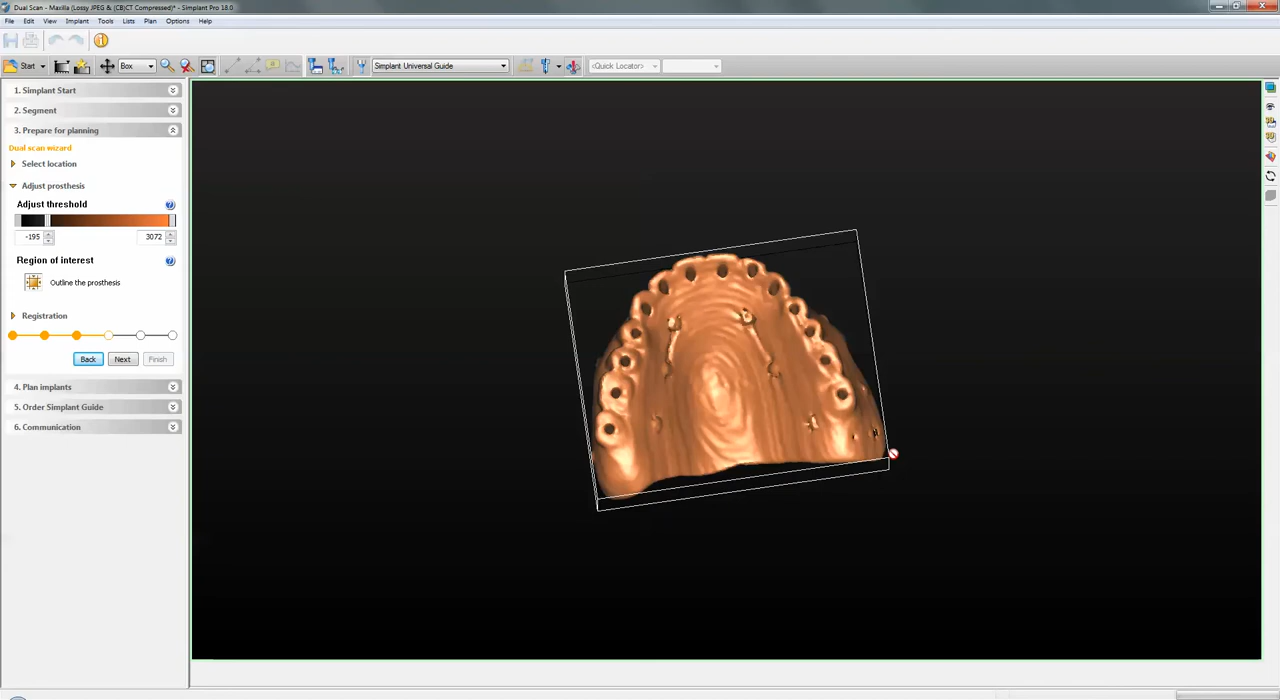 Dual Scan - Maxilla (Lossy JPEG & (CB)CT Compressed)* - Simplant Pro 18.0
File Edit View Implant Tools Lists Plan Options Help
Start Box Simplant Universal Guide <Quick Locator>
1. Simplant Start
2. Segment
3. Prepare for planning
Dual scan wizard
Select location
Adjust prosthesis
Adjust threshold
-195 3072
Region of interest
Outline the prosthesis
Registration
Back Next Finish
4. Plan implants
5. Order Simplant Guide
6. Communication